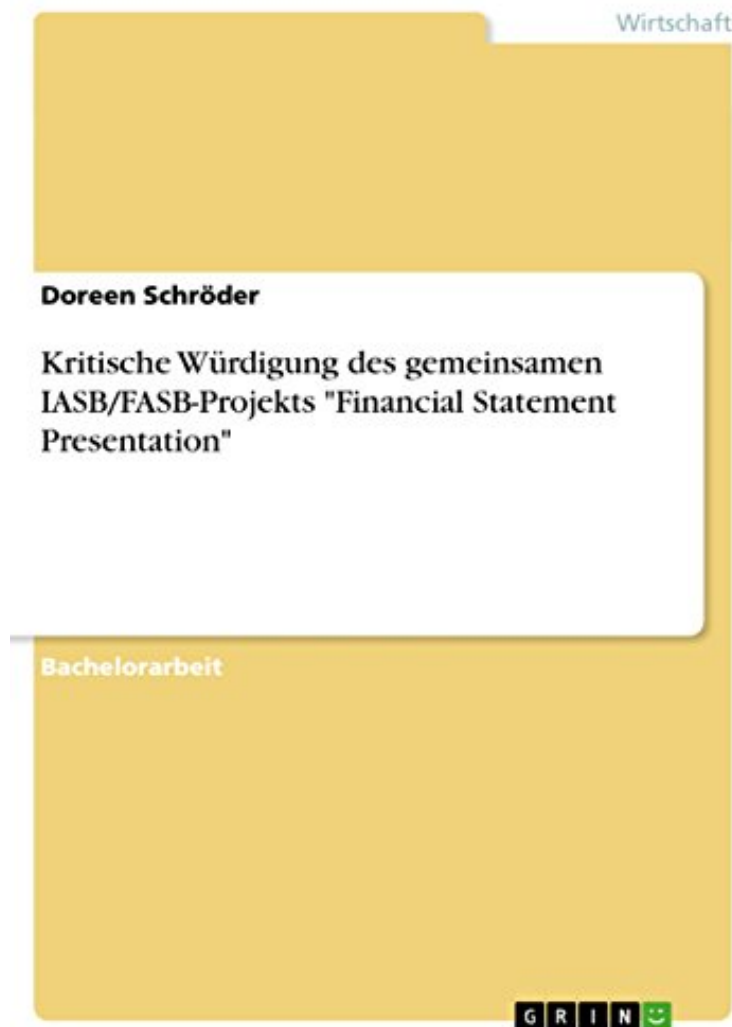 Wirtschaft
Doreen Schröder
Kritische Würdigung des gemeinsamen
IASB/FASB-Projekts "Financial Statement
Presentation"
Bachelorarbeit
GRIN